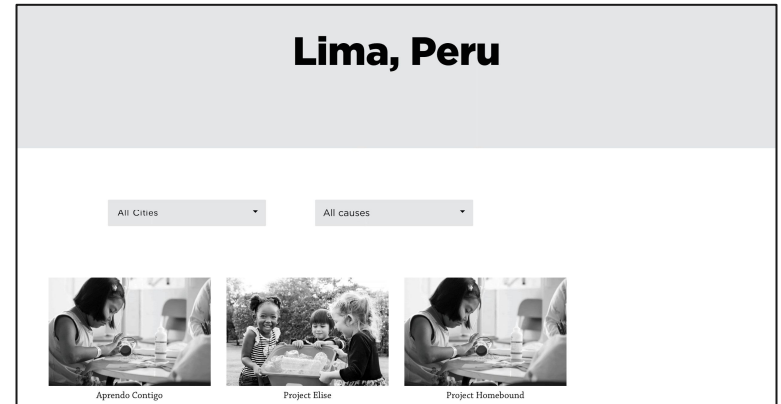 Lima, Peru
All Cities
All causes
Aprendo Contigo
Project Elise
Project Homebound